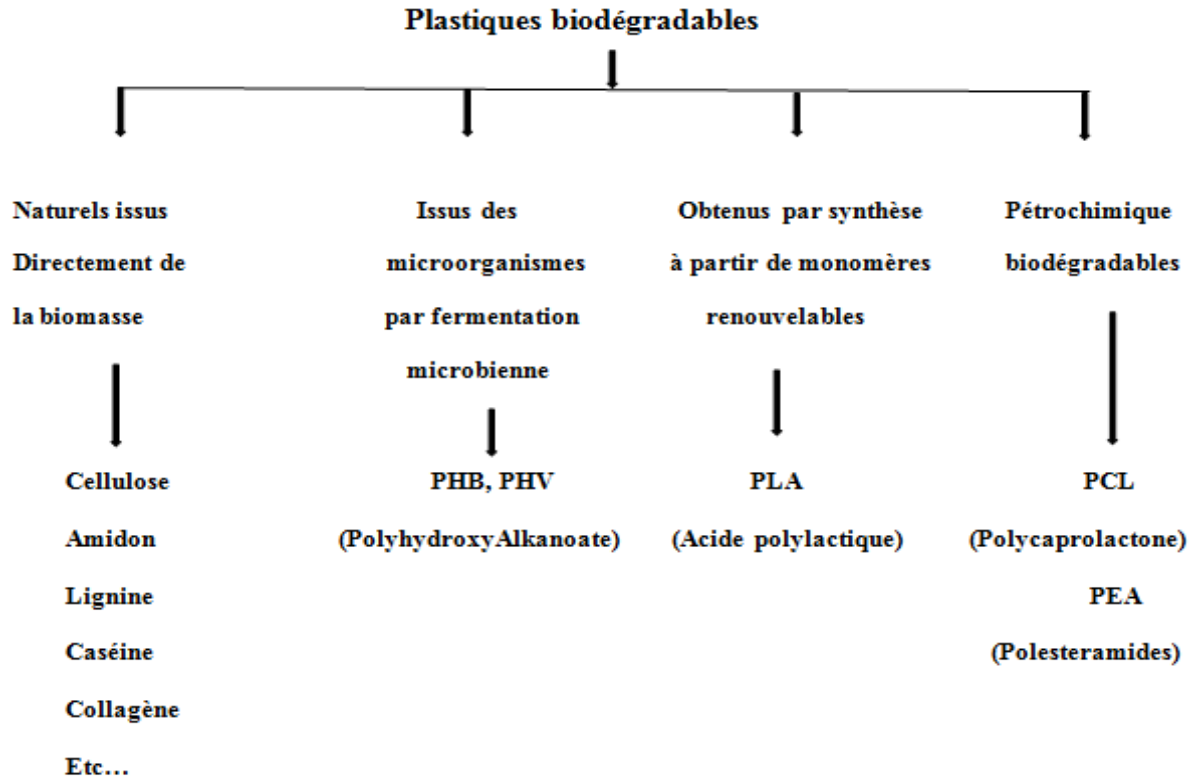 Plastiques biodégradables
Naturels issus
Directement de
la biomasse
Issus des
microorganismes
par fermentation
microbienne
Obtenus par synthèse
à partir de monomères
renouvelables
Pétrochimique
biodégradables
Cellulose
Amidon
Lignine
Caséine
Collagène
Etc…
PHB, PHV
(PolyhydroxyAlkanoate)
PLA
(Acide polylactique)
PCL
(Polycaprolactone)
PEA
(Polesteramides)